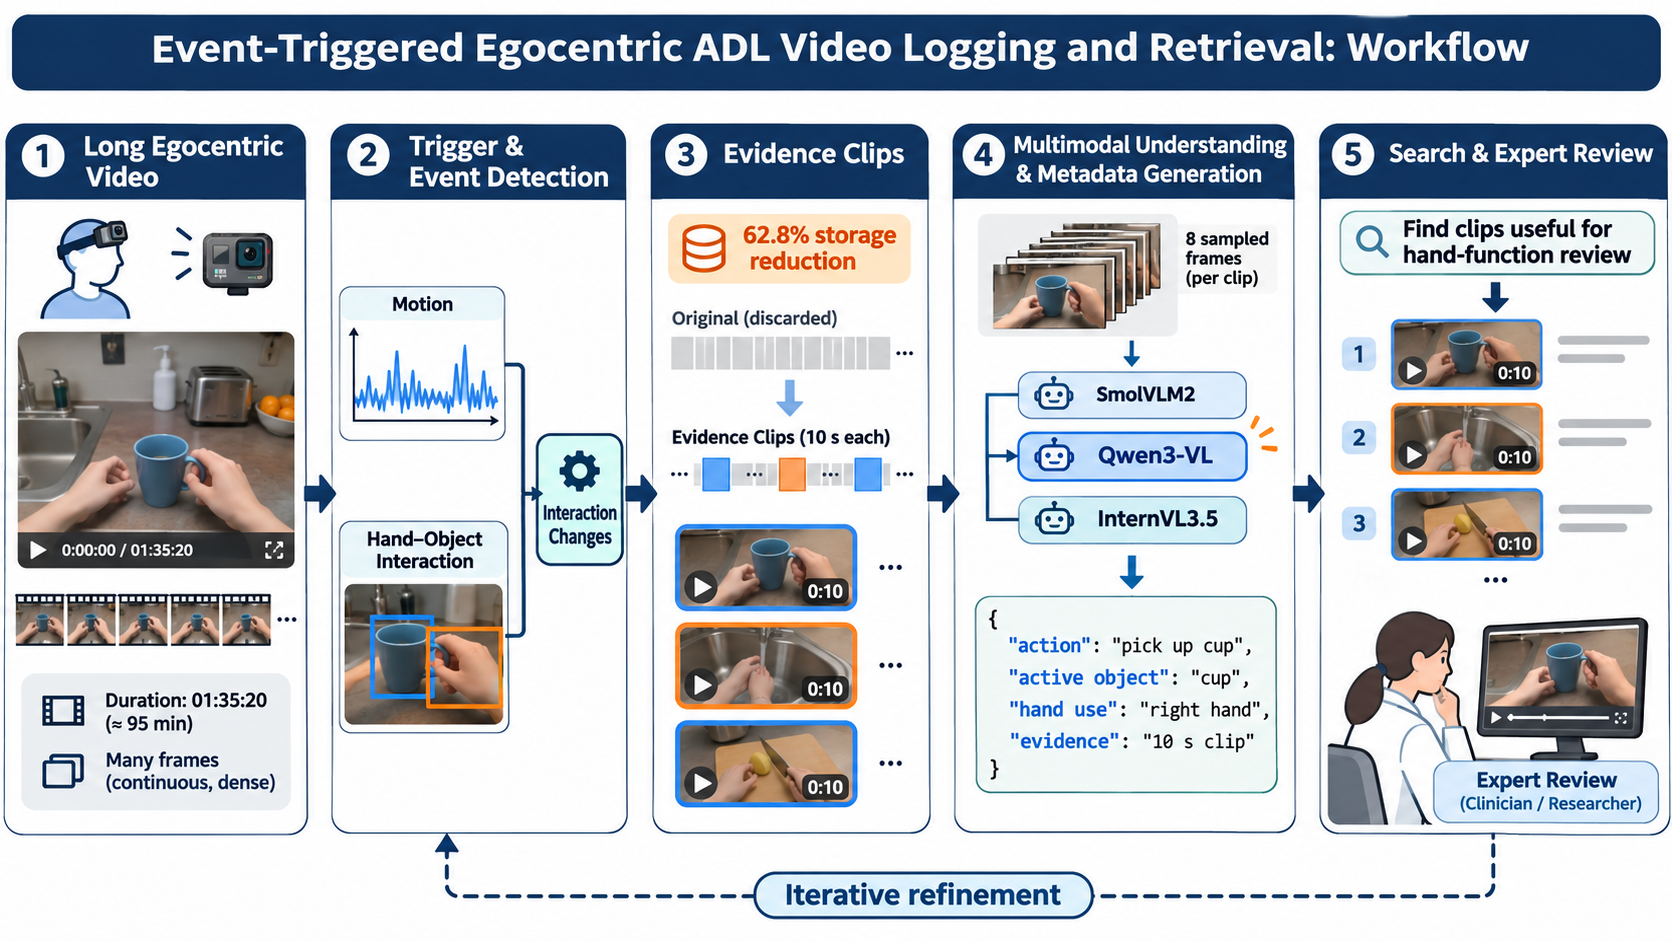 Event-Triggered Egocentric ADL Video Logging and Retrieval: Workflow
1
Long Egocentric
Video
0:00:00 / 01:35:20
...
Duration: 01:35:20
(≈ 95 min)
Many frames
(continuous, dense)
2
Trigger &
Event Detection
Motion
Hand–Object
Interaction
Interaction
Changes
3
Evidence Clips
62.8% storage
reduction
Original (discarded)
...
Evidence Clips (10 s each)
... ... ... ...
0:10
...
0:10
...
0:10
...
4
Multimodal Understanding
& Metadata Generation
8 sampled
frames
(per clip)
SmolVLM2
Qwen3-VL
InternVL3.5
{
"action": "pick up cup",
"active object": "cup",
"hand use": "right hand",
"evidence": "10 s clip"
}
5
Search & Expert Review
Find clips useful for
hand-function review
1
0:10
2
0:10
3
0:10
...
Expert Review
(Clinician / Researcher)
Iterative refinement